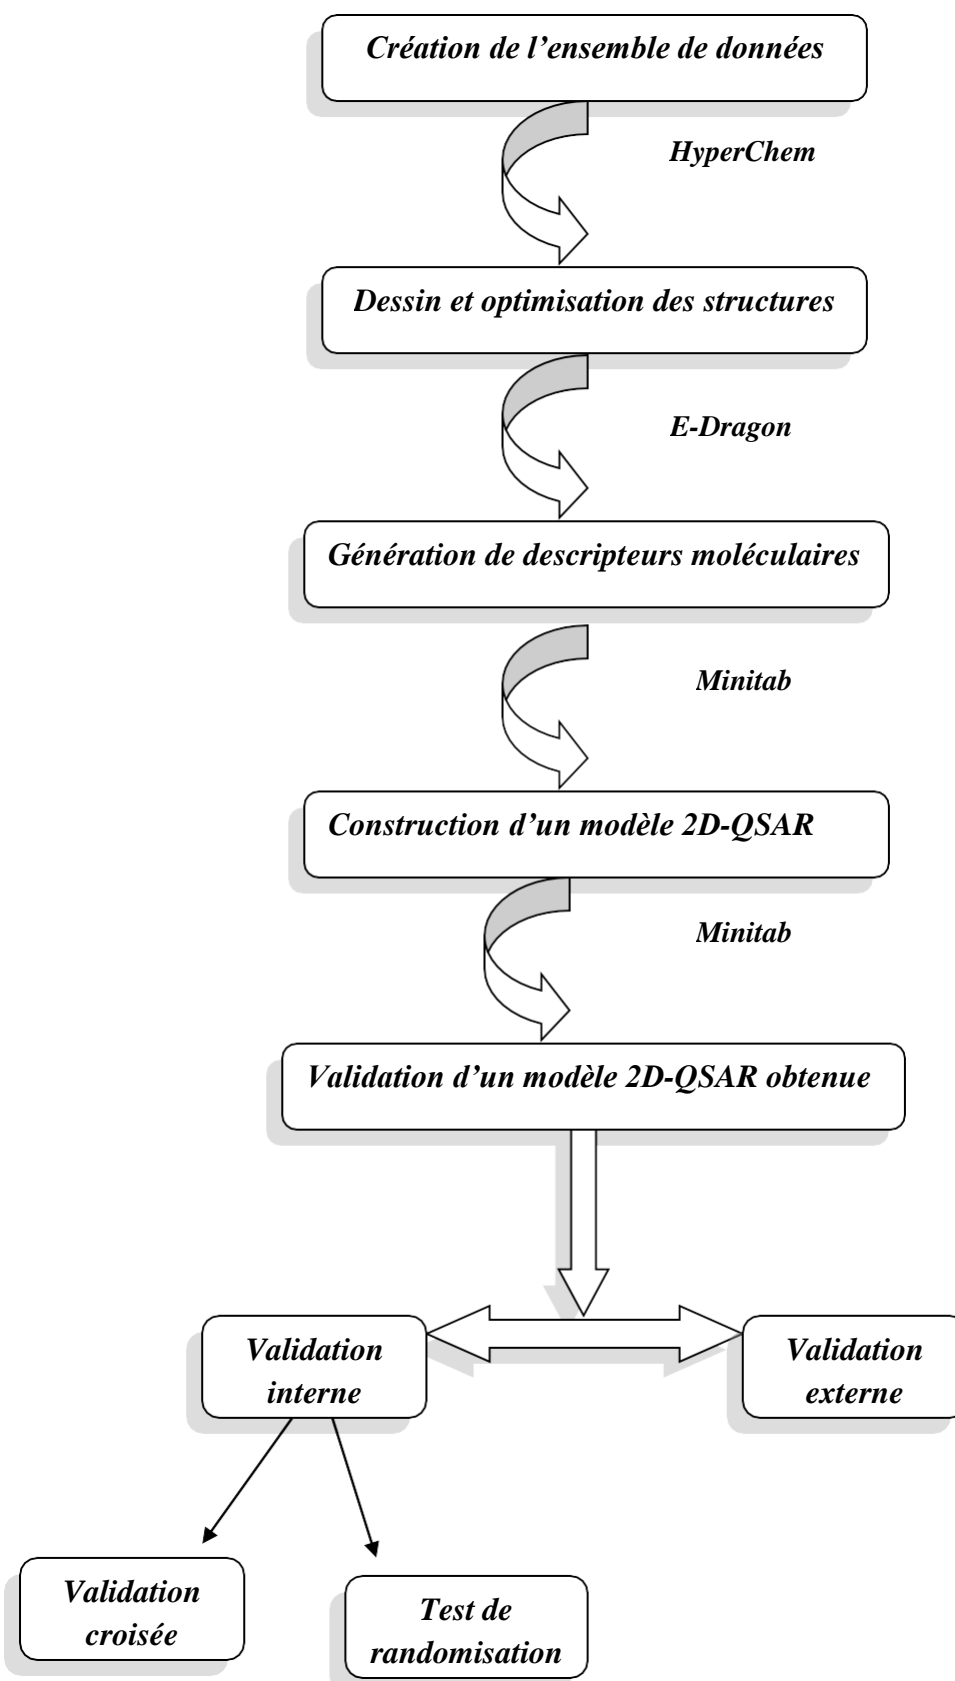 Création de l’ensemble de données
HyperChem
Dessin et optimisation des structures
E-Dragon
Génération de descripteurs moléculaires
Minitab
Construction d’un modèle 2D-QSAR
Minitab
Validation d’un modèle 2D-QSAR obtenue
Validation
interne
Validation
externe
Validation
croisée
Test de
randomisation